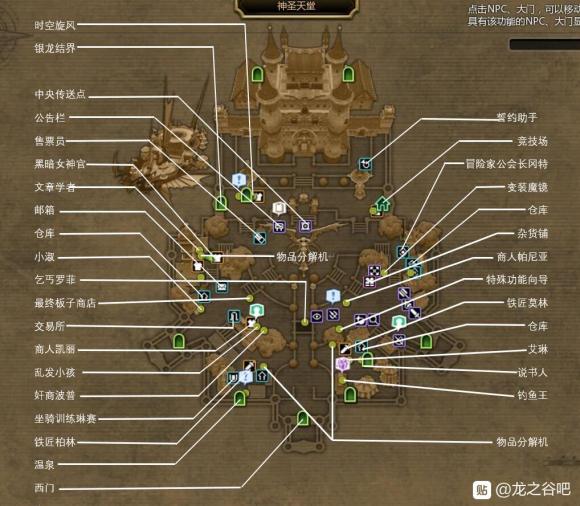 神圣天堂
点击NPC、大门，可以移动
具有该功能的NPC、大门显
时空旋风
银龙结界
中央传送点
公告栏
售票员
黑暗女神官
文章学者
邮箱
仓库
小淑
乞丐罗菲
最终板子商店
交易所
商人凯丽
乱发小孩
奸商波普
坐骑训练琳赛
铁匠柏林
温泉
西门
物品分解机
誓约助手
竞技场
冒险家公会长冈特
变装魔镜
仓库
杂货铺
商人帕尼亚
特殊功能向导
铁匠莫林
仓库
艾琳
说书人
钓鱼王
物品分解机
贴 @龙之谷吧